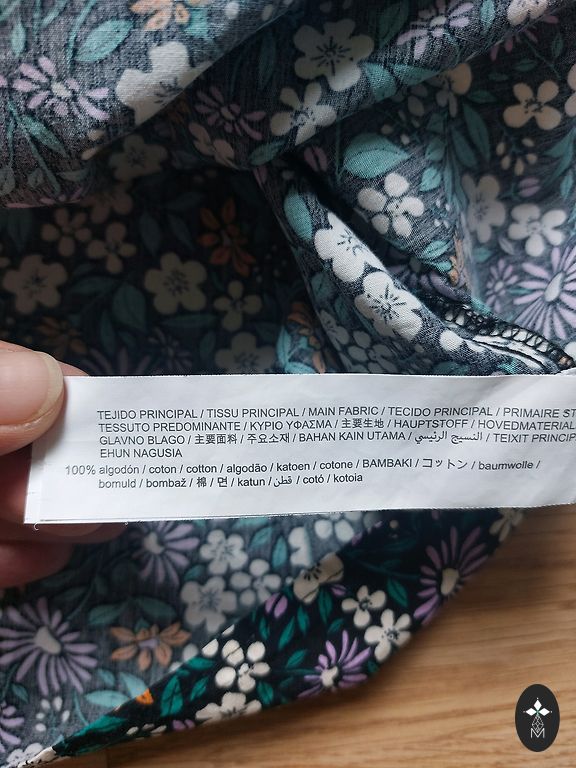 TEJIDO PRINCIPAL / TISSU PRINCIPAL / MAIN FABRIC / TECIDO PRINCIPAL / PRIMAIRE
TESSUTO PREDOMINANTE / ΚΥΡΙΟ ΥΦΑΣΜΑ / 主要生地 / HAUPTSTOFF / HOVEDMATERIAL
GLAVNO BLAGO / 主要面料 / 주요소재 / BAHAN KAIN UTAMA / النسيج الرئيسي / TEIXIT
EHUN NAGUSIA
100% algodón / coton / cotton / algodão / katoen / cotone / BAMBAKI / コットン / baumwolle /
bomuld / bombaž / 棉 / 면 / katun / قطن / cotó / kotoia
M